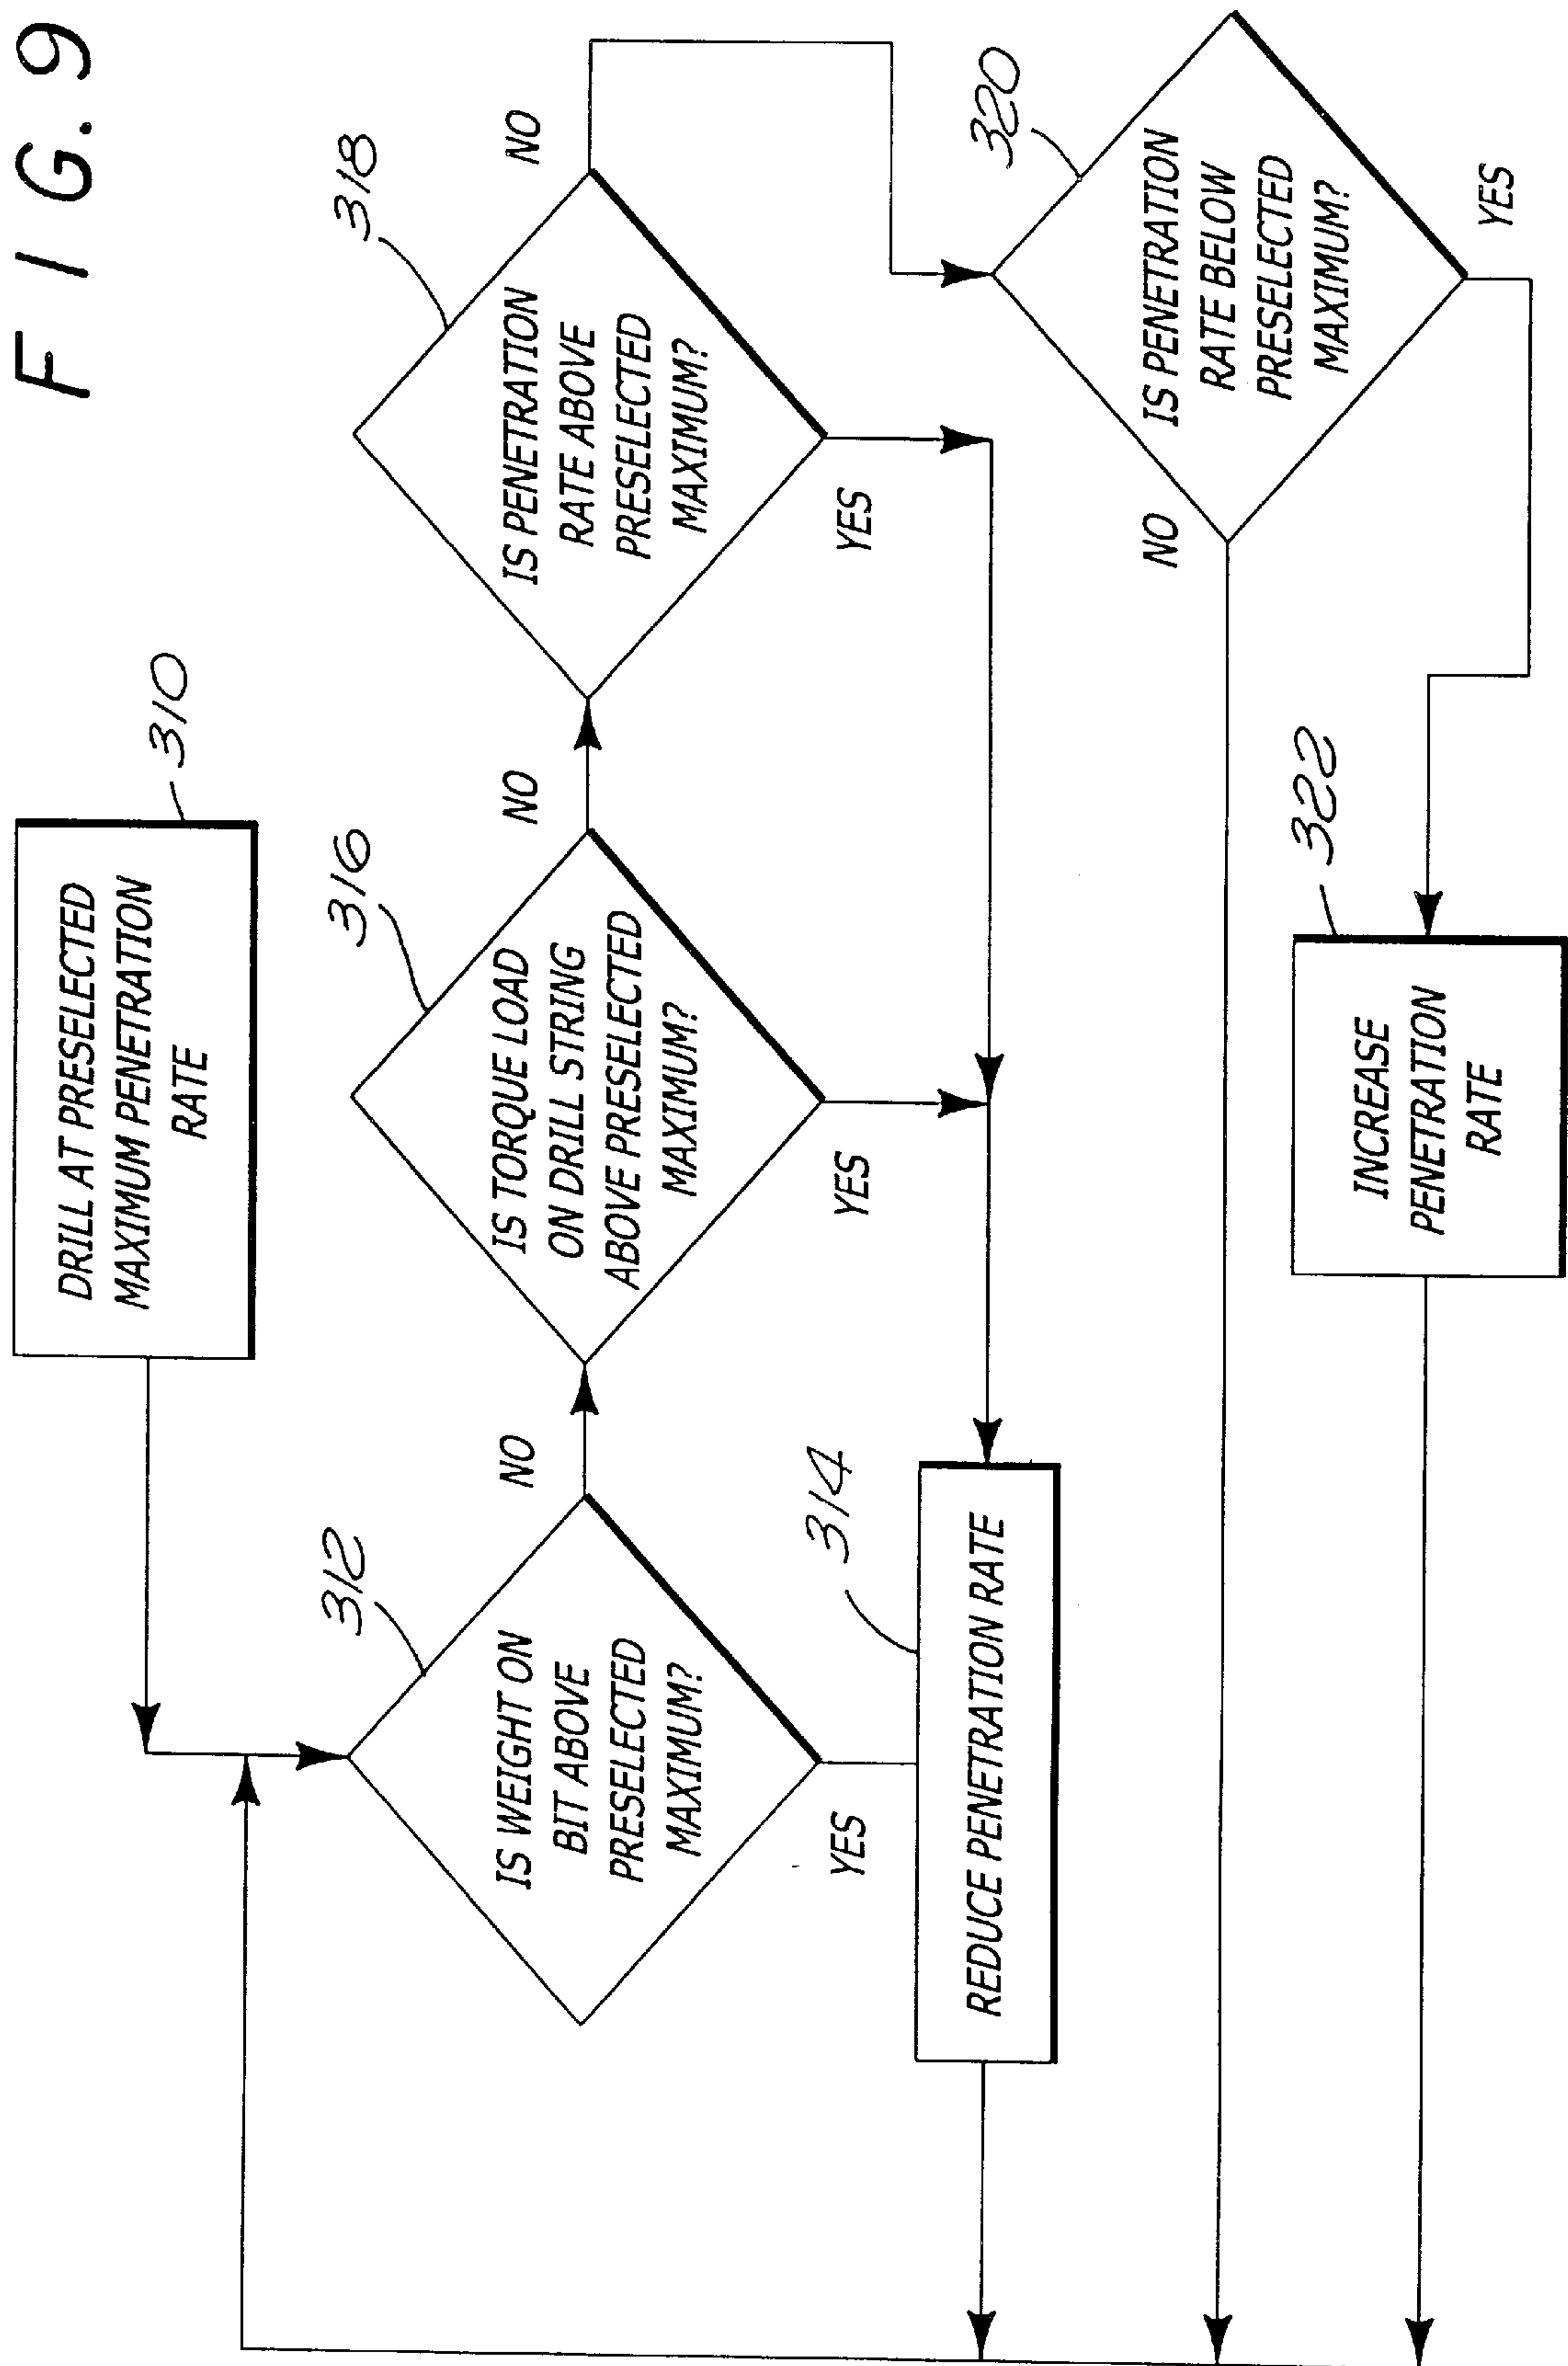 FIG. 9
DRILL AT PRESELECTED
MAXIMUM PENETRATION
RATE
310
312
IS WEIGHT ON
BIT ABOVE
PRESELECTED
MAXIMUM?
NO
YES
316
IS TORQUE LOAD
ON DRILL STRING
ABOVE PRESELECTED
MAXIMUM?
NO
YES
318
IS PENETRATION
RATE ABOVE
PRESELECTED
MAXIMUM?
NO
YES
314
REDUCE PENETRATION RATE
320
IS PENETRATION
RATE BELOW
PRESELECTED
MAXIMUM?
NO
YES
322
INCREASE
PENETRATION
RATE